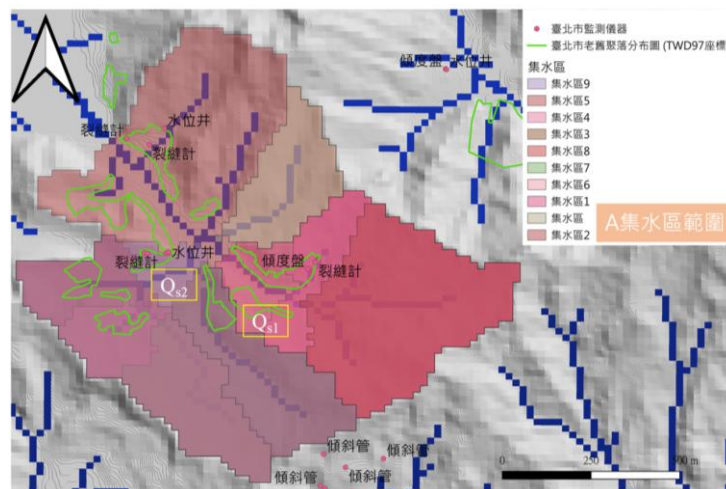 臺北市監測儀器
臺北市老舊聚落分布圖 (TWD97座標
集水區
集水區9
集水區5
集水區4
集水區3
集水區8
集水區7
集水區6
集水區1
集水區
集水區2
A集水區範圍
傾度盤 水位井
水位井
裂縫計
裂縫計
水位井
裂縫計
傾度盤
裂縫計
Qs2
Qs1
傾斜管
傾斜管
傾斜管
傾斜管
0 250 500 m